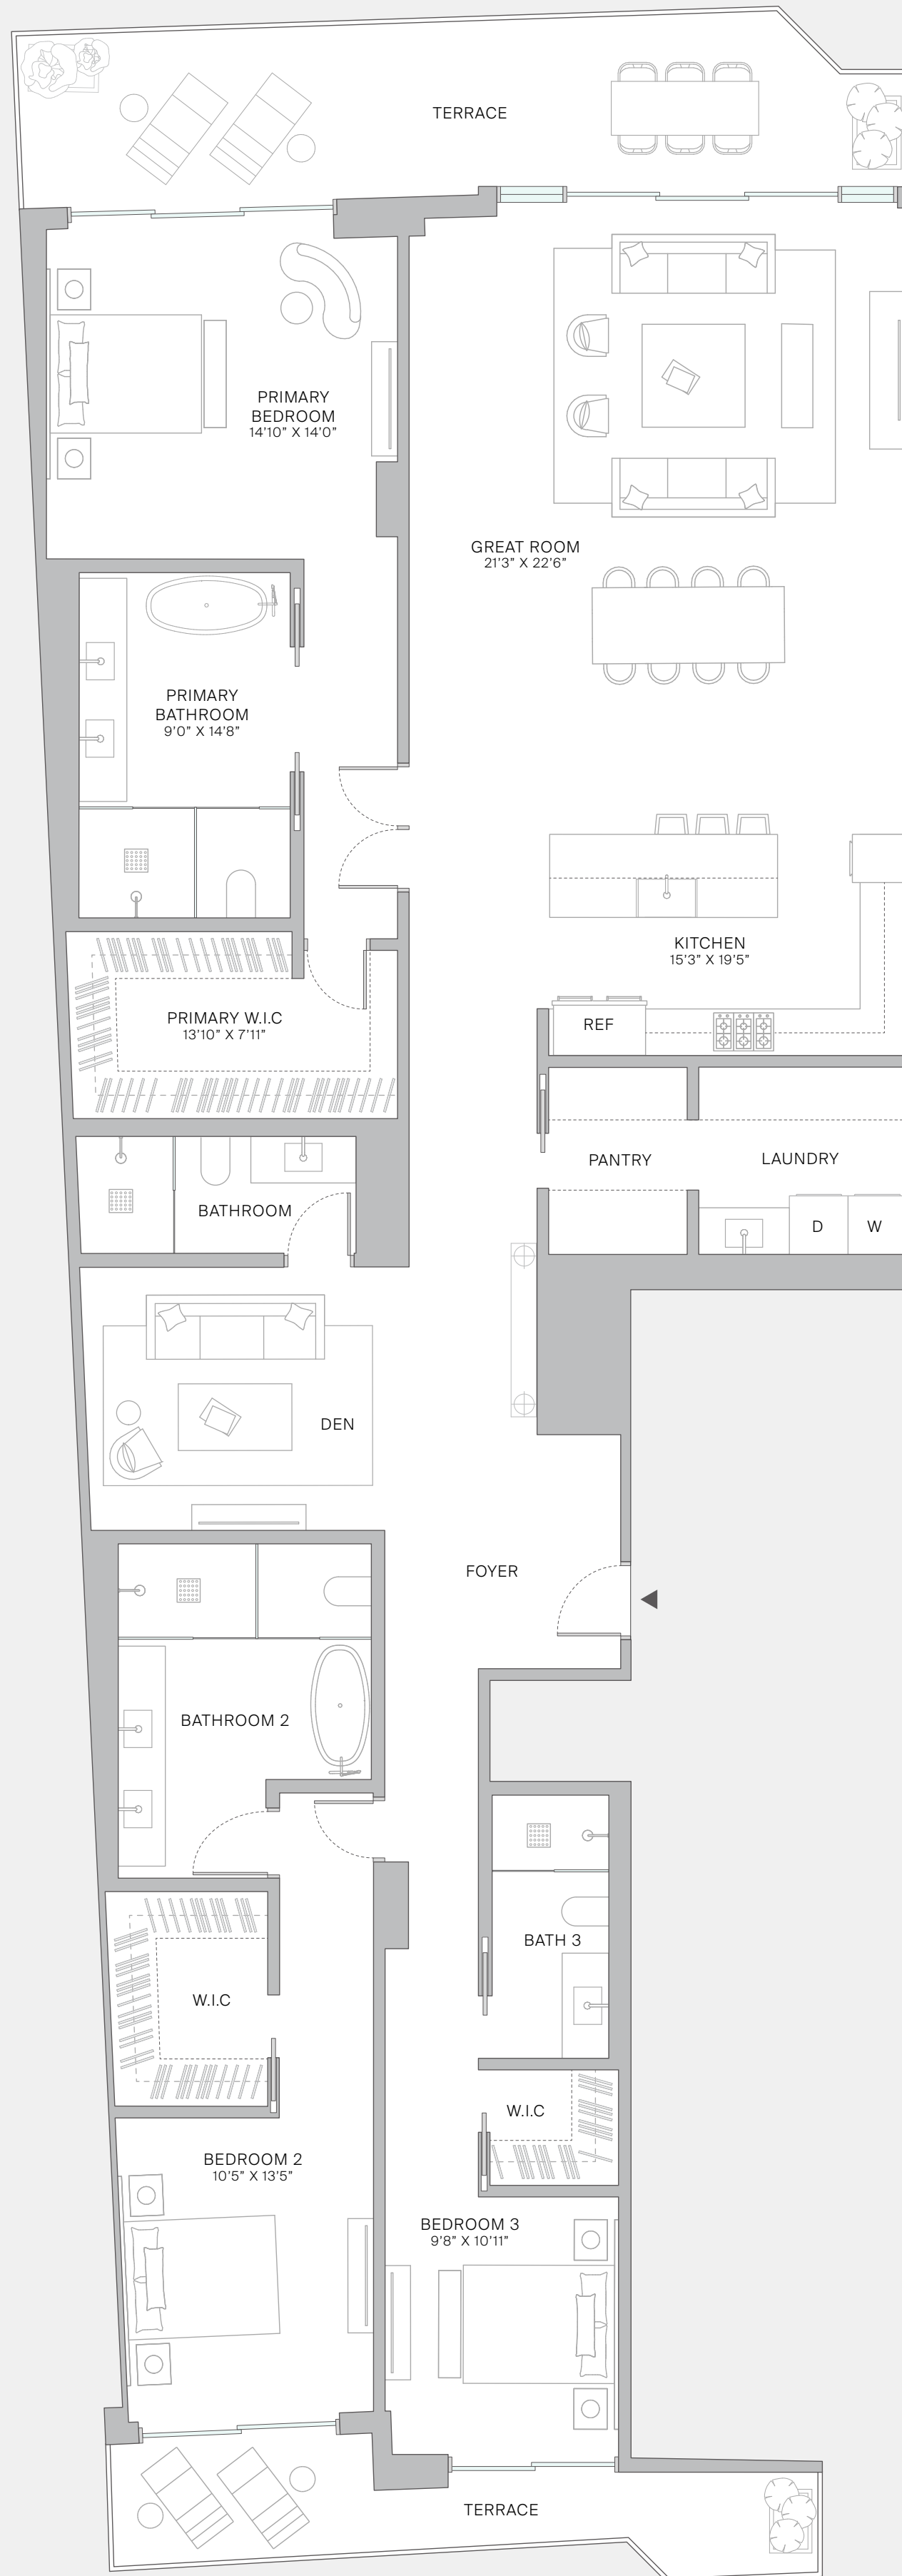 TERRACE
PRIMARY
BEDROOM
14'10" X 14'0"
GREAT ROOM
21'3" X 22'6"
PRIMARY
BATHROOM
9'0" X 14'8"
KITCHEN
15'3" X 19'5"
PRIMARY W.I.C
13'10" X 7'11"
REF
PANTRY
LAUNDRY
BATHROOM
D
W
DEN
FOYER
BATHROOM 2
BATH 3
W.I.C
W.I.C
BEDROOM 2
10'5" X 13'5"
BEDROOM 3
9'8" X 10'11"
TERRACE